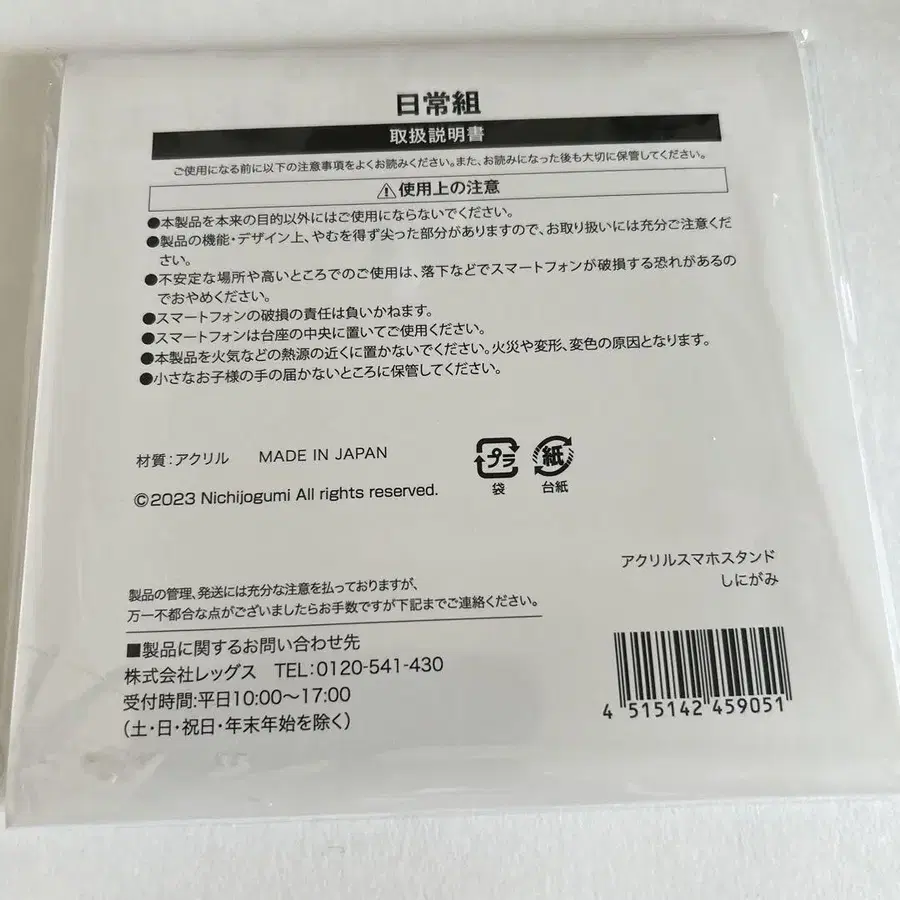 日常組
取扱説明書
ご使用になる前に以下の注意事項をよくお読みください。また、お読みになった後も大切に保管してください。
⚠使用上の注意
●本製品を本来の目的以外にはご使用にならないでください。
●製品の機能・デザイン上、やむを得ず尖った部分がありますので、お取り扱いには充分ご注意くだ
さい。
●不安定な場所や高いところでのご使用は、落下などでスマートフォンが破損する恐れがあるの
でおやめください。
●スマートフォンの破損の責任は負いかねます。
●スマートフォンは台座の中央に置いてご使用ください。
●本製品を火気などの熱源の近くに置かないでください。火災や変形、変色の原因となります。
●小さなお子様の手の届かないところに保管してください。
材質：アクリル MADE IN JAPAN
プラ 紙
袋 台紙
©2023 Nichijogumi All rights reserved.
アクリルスマホスタンド
しにがみ
製品の管理、発送には充分な注意を払っておりますが、
万一不都合な点がございましたらお手数ですが下記までご連絡ください。
■製品に関するお問い合わせ先
株式会社レッグス TEL：0120-541-430
受付時間：平日10：00～17：00
（土・日・祝日・年末年始を除く）
4 515142 459051